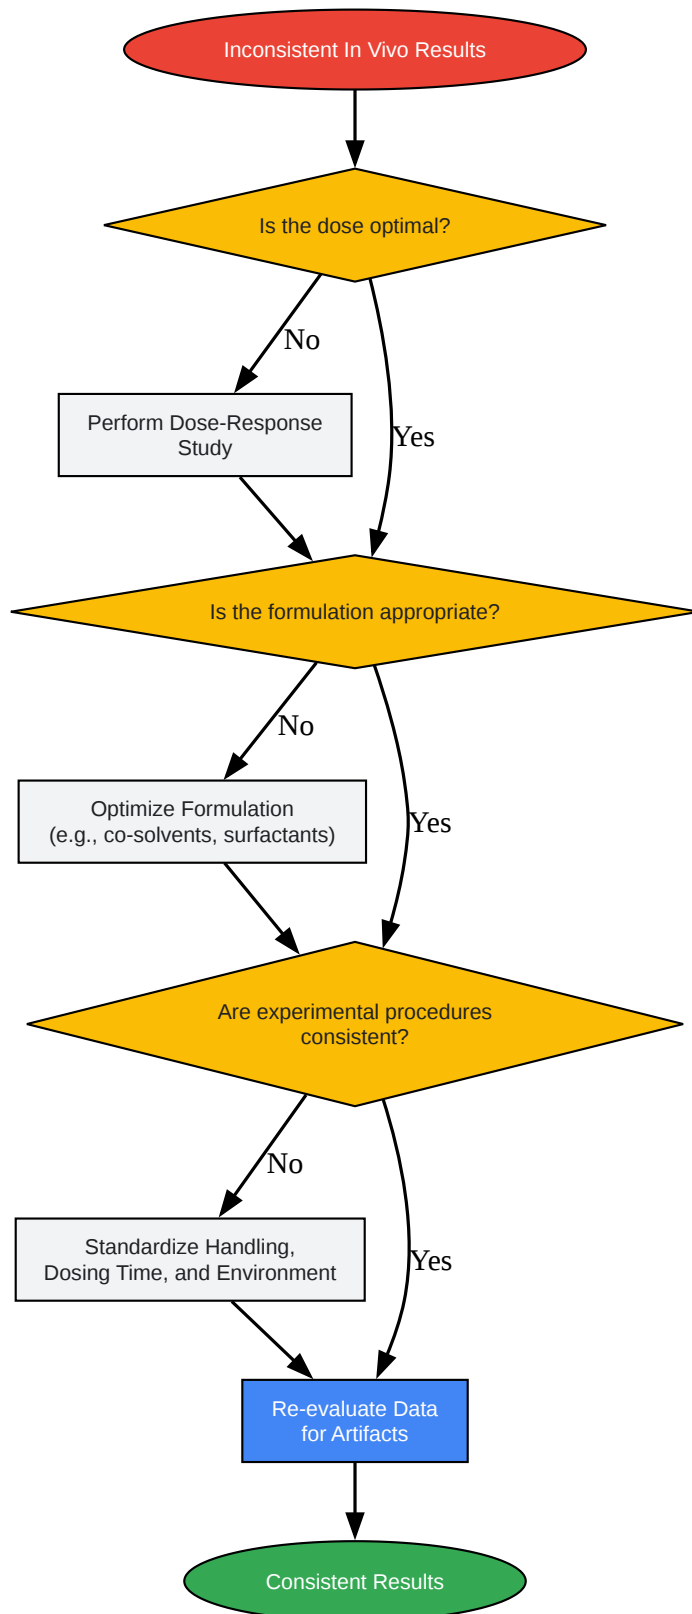 Inconsistent In Vivo Results
Is the dose optimal?
No
Perform Dose-Response
Study
Yes
Is the formulation appropriate?
No
Optimize Formulation
(e.g., co-solvents, surfactants)
Yes
Are experimental procedures
consistent?
No
Standardize Handling,
Dosing Time, and Environment
Yes
Re-evaluate Data
for Artifacts
Consistent Results